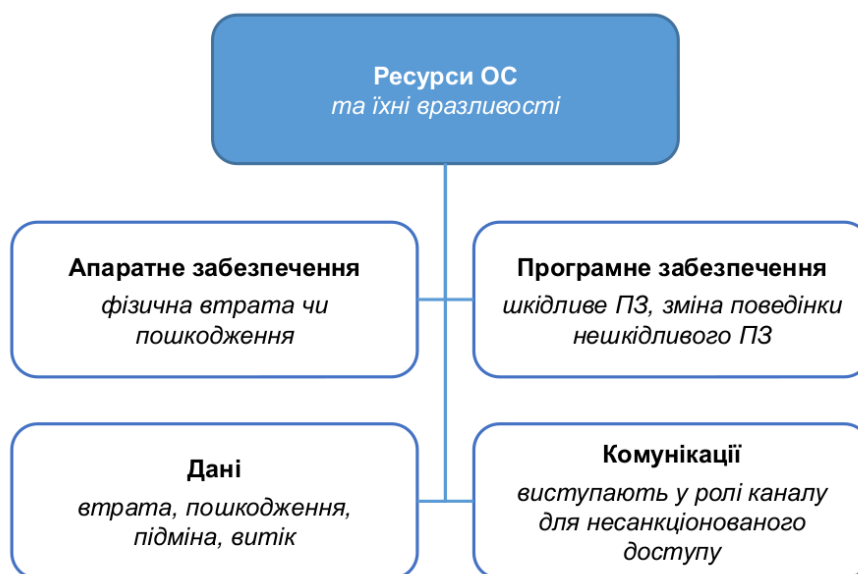 Ресурси ОС
та їхні вразливості
Апаратне забезпечення
фізична втрата чи
пошкодження
Програмне забезпечення
шкідливе ПЗ, зміна поведінки
нешкідливого ПЗ
Дані
втрата, пошкодження,
підміна, витік
Комунікації
виступають у ролі каналу
для несанкціонованого
доступу